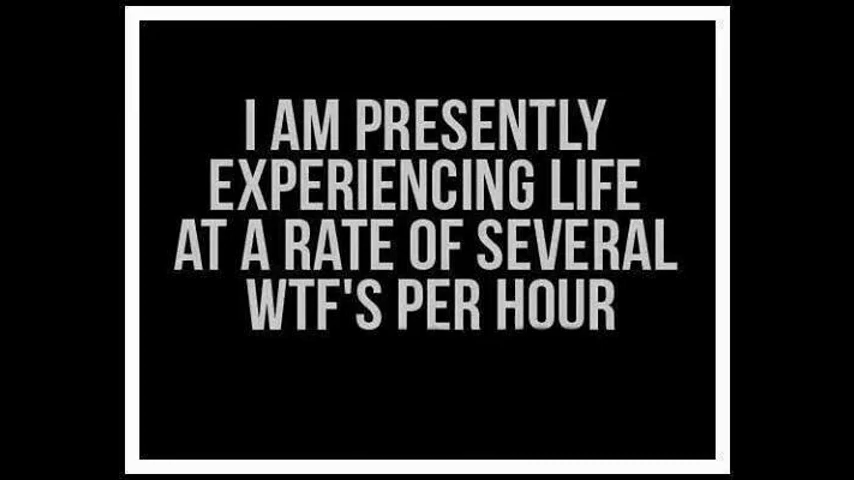 I AM PRESENTLY
EXPERIENCING LIFE
AT A RATE OF SEVERAL
WTF'S PER HOUR